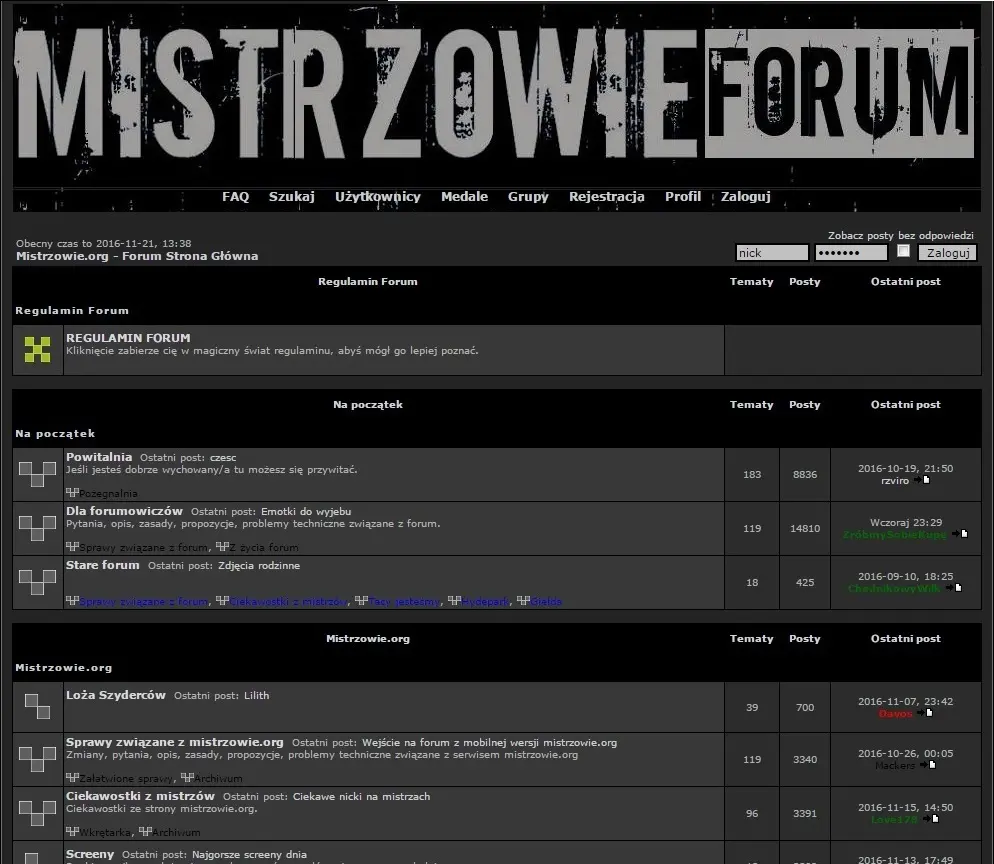 MISTRZOWIE FORUM
FAQ Szukaj Użytkownicy Medale Grupy Rejestracja Profil Zaloguj
Zobacz posty bez odpowiedzi
Obecny czas to 2016-11-21, 13:38
Mistrzowie.org - Forum Strona Główna
nick ••••••• Zaloguj
Regulamin Forum Tematy Posty Ostatni post
Regulamin Forum
REGULAMIN FORUM
Kliknięcie zabierze cię w magiczny świat regulaminu, abyś mógł go lepiej poznać.
Na początek Tematy Posty Ostatni post
Na początek
Powitalnia Ostatni post: czesc
Jeśli jesteś dobrze wychowany/a tu możesz się przywitać.
Pożegnalnia
183 8836 2016-10-19, 21:50
rzviro
Dla forumowiczów Ostatni post: Emotki do wyjebu
Pytania, opis, zasady, propozycje, problemy techniczne związane z forum.
Sprawy związane z forum, Z życia forum
119 14810 Wczoraj 23:29
ZróbmySobieKupę
Stare forum Ostatni post: Zdjęcia rodzinne
Sprawy związane z forum, Ciekawostki z mistrzów, Tacy jesteśmy, Hydepark, Giełda
18 425 2016-09-10, 18:25
ChodnikowyWilk
Mistrzowie.org Tematy Posty Ostatni post
Mistrzowie.org
Loża Szyderców Ostatni post: Lilith
39 700 2016-11-07, 23:42
Davos
Sprawy związane z mistrzowie.org Ostatni post: Wejście na forum z mobilnej wersji mistrzowie.org
Zmiany, pytania, opis, zasady, propozycje, problemy techniczne związane z serwisem mistrzowie.org
Załatwione sprawy, Archiwum
119 3340 2016-10-26, 00:05
Mackers
Ciekawostki z mistrzów Ostatni post: Ciekawe nicki na mistrzach
Ciekawostki ze strony mistrzowie.org.
Wkrętarka, Archiwum
96 3391 2016-11-15, 14:50
Love178
Screeny Ostatni post: Najgorsze screeny dnia
2016-11-13, 17:49